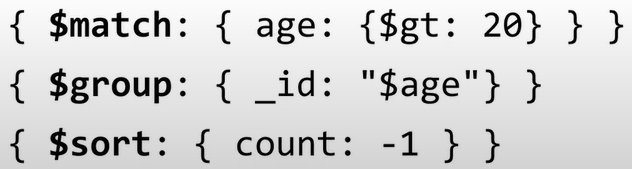 { $match: { age: {$gt: 20} } }
{ $group: { _id: "$age"} }
{ $sort: { count: -1 } }